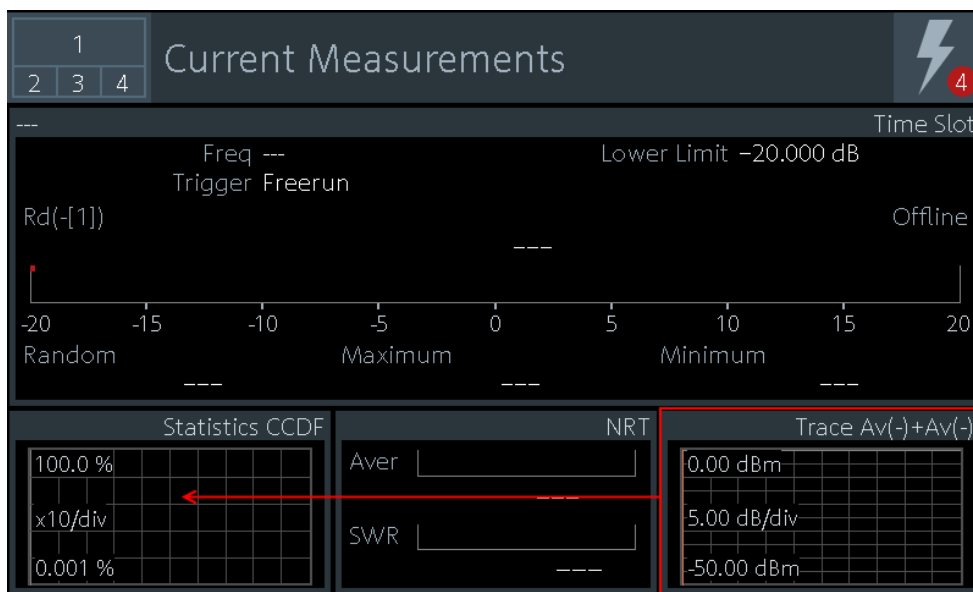 1
2 3 4
Current Measurements
4
---
Time Slot
Freq ---
Lower Limit -20.000 dB
Trigger Freerun
Rd(-[1])
Offline
---
-20 -15 -10 -5 0 5 10 15 20
Random
Maximum
Minimum
---
---
---
Statistics CCDF
100.0 %
x10/div
0.001 %
NRT
Aver
---
SWR
---
Trace Av(-)+Av(-)
0.00 dBm
5.00 dB/div
-50.00 dBm